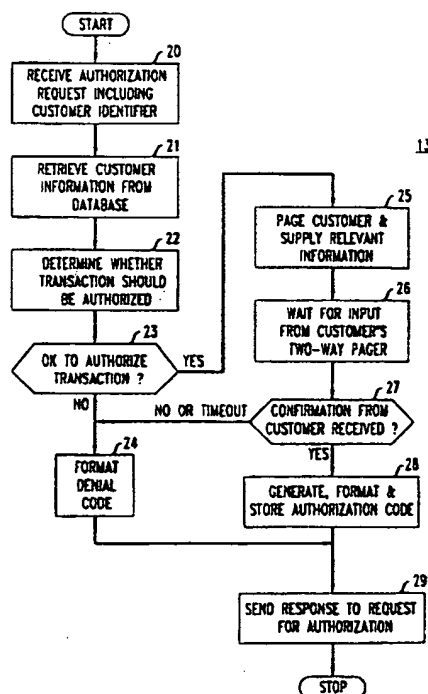 START
20
RECEIVE AUTHORIZATION
REQUEST INCLUDING
CUSTOMER IDENTIFIER
21
RETRIEVE CUSTOMER
INFORMATION FROM
DATABASE
22
DETERMINE WHETHER
TRANSACTION SHOULD
BE AUTHORIZED
23
OK TO AUTHORIZE
TRANSACTION ?
YES
NO
24
FORMAT
DENIAL
CODE
13
25
PAGE CUSTOMER &
SUPPLY RELEVANT
INFORMATION
26
WAIT FOR INPUT
FROM CUSTOMER'S
TWO-WAY PAGER
27
CONFIRMATION FROM
CUSTOMER RECEIVED ?
NO OR TIMEOUT
YES
28
GENERATE, FORMAT &
STORE AUTHORIZATION CODE
29
SEND RESPONSE TO REQUEST
FOR AUTHORIZATION
STOP